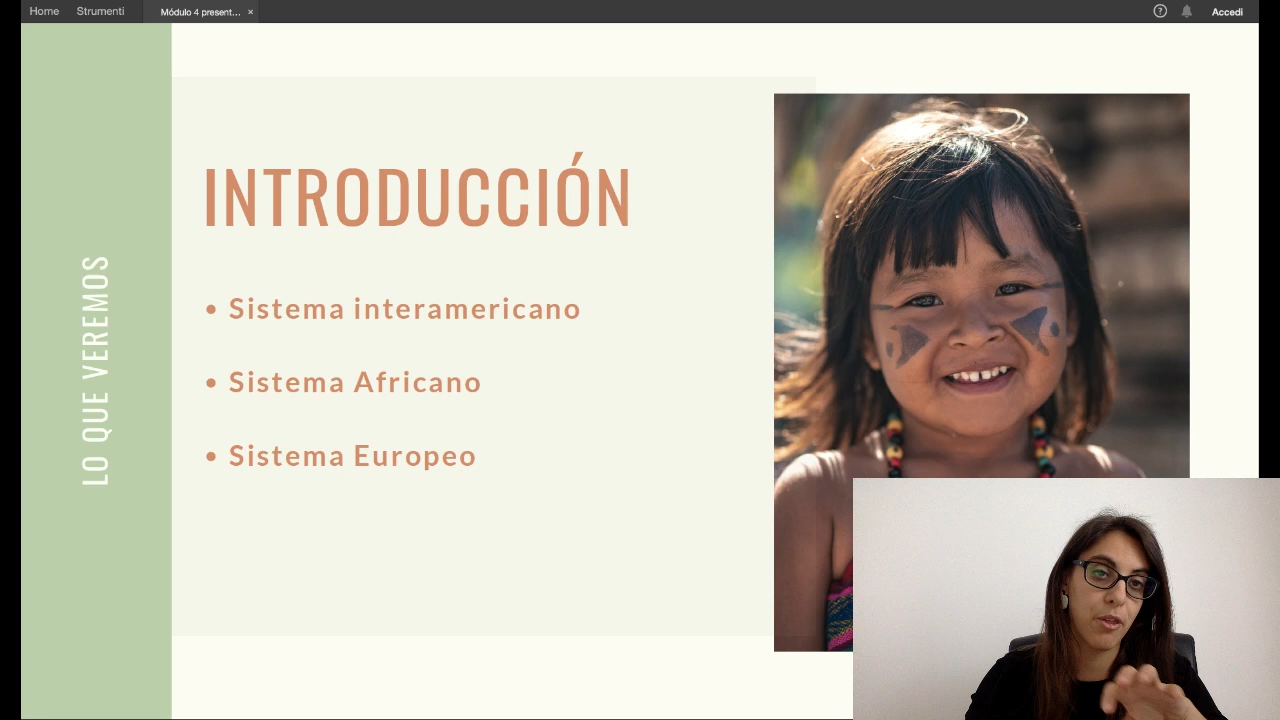 Home Strumenti Módulo 4 present... × ? Accedi
LO QUE VEREMOS
INTRODUCCIÓN
• Sistema interamericano
• Sistema Africano
• Sistema Europeo